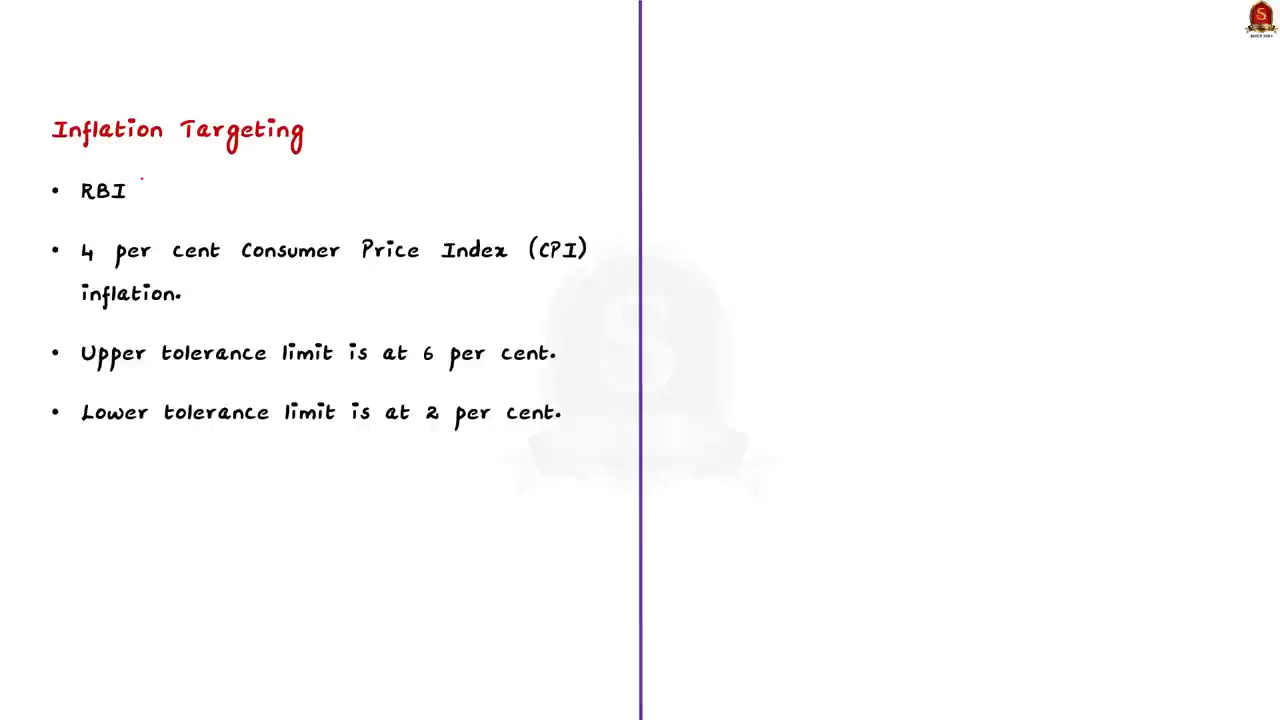 Inflation Targeting
• RBI
• 4 per cent Consumer Price Index (CPI)
inflation.
• Upper tolerance limit is at 6 per cent.
• Lower tolerance limit is at 2 per cent.
S